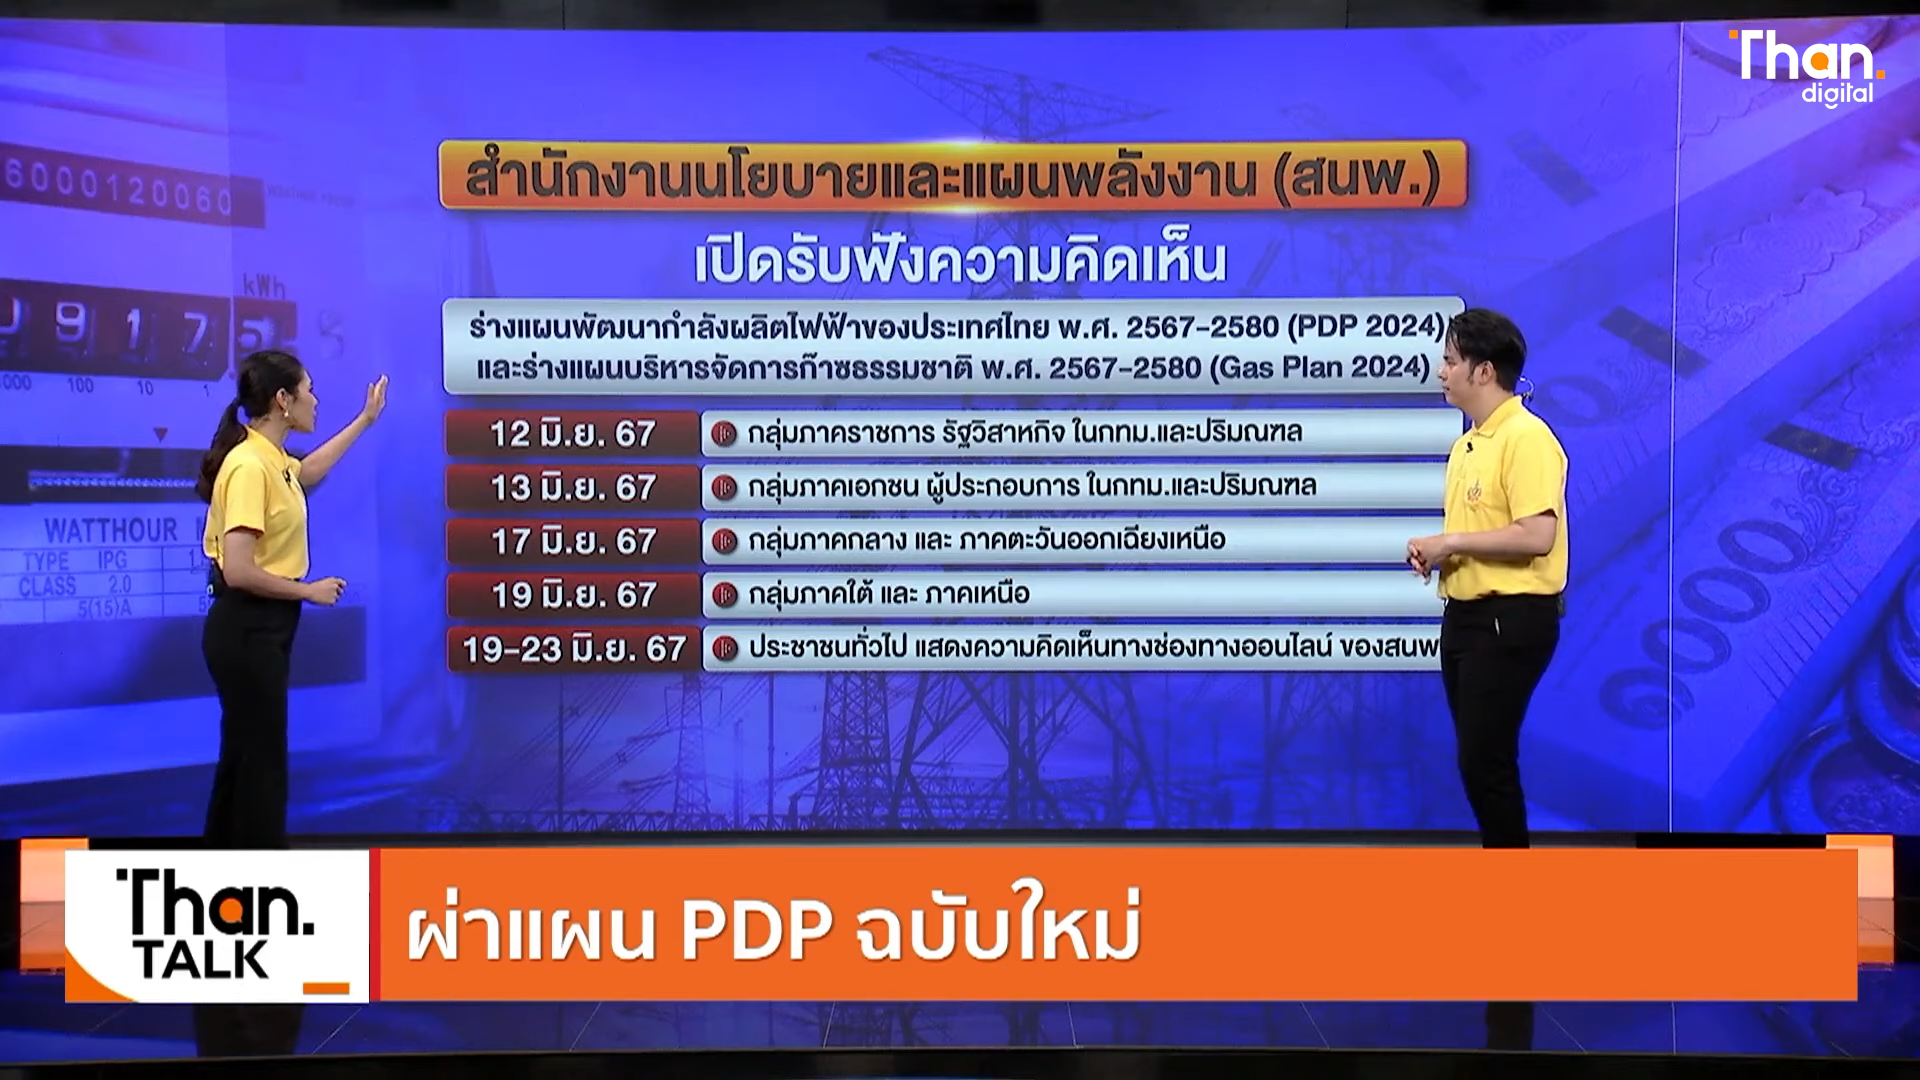 Than.
digital
สำนักงานนโยบายและแผนพลังงาน (สนพ.)
เปิดรับฟังความคิดเห็น
ร่างแผนพัฒนากำลังผลิตไฟฟ้าของประเทศไทย พ.ศ. 2567-2580 (PDP 2024)
และร่างแผนบริหารจัดการก๊าซธรรมชาติ พ.ศ. 2567-2580 (Gas Plan 2024)
12 มิ.ย. 67 กลุ่มภาคราชการ รัฐวิสาหกิจ ในกทม.และปริมณฑล
13 มิ.ย. 67 กลุ่มภาคเอกชน ผู้ประกอบการ ในกทม.และปริมณฑล
17 มิ.ย. 67 กลุ่มภาคกลาง และ ภาคตะวันออกเฉียงเหนือ
19 มิ.ย. 67 กลุ่มภาคใต้ และ ภาคเหนือ
19-23 มิ.ย. 67 ประชาชนทั่วไป แสดงความคิดเห็นทางช่องทางออนไลน์ ของสนพ
6000120060
kWh
9 1 7 5
100 10 1
WATTHOUR
TYPE IPG
CLASS 2.0
5(15)A
Than.
TALK
ผ่าแผน PDP ฉบับใหม่